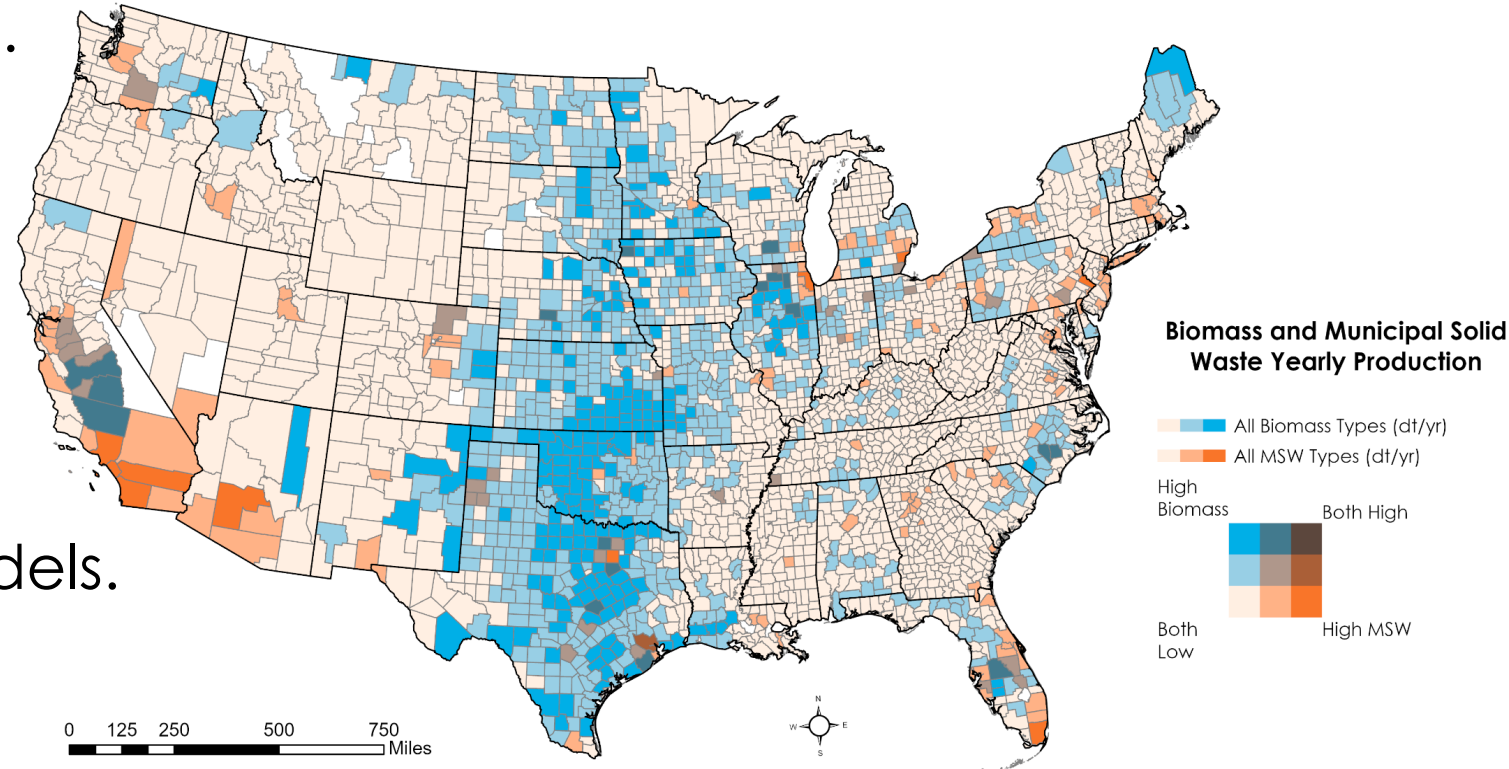 .
dels.
Biomass and Municipal Solid
Waste Yearly Production
All Biomass Types (dt/yr)
All MSW Types (dt/yr)
High
Biomass
Both High
Both
Low
High MSW
0 125 250 500 750
Miles
N
W E
S